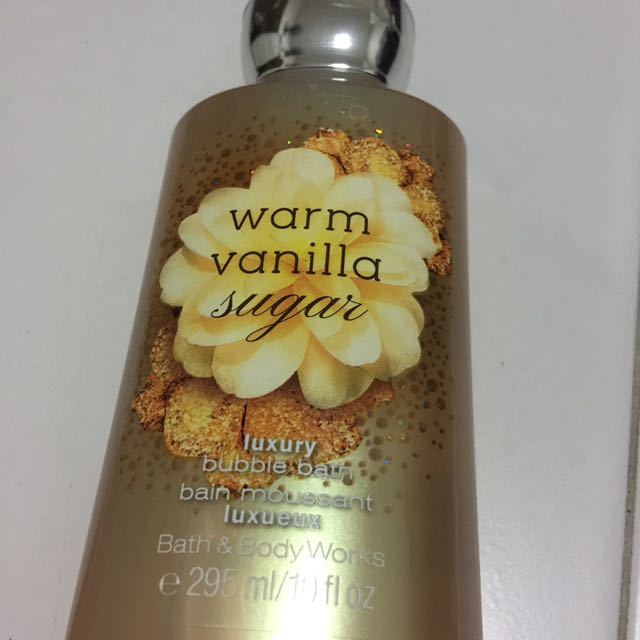 warm
vanilla
sugar
luxury
bubble bath
bain moussant
luxueux
Bath & Body Works
e 295 ml/10 fl oz